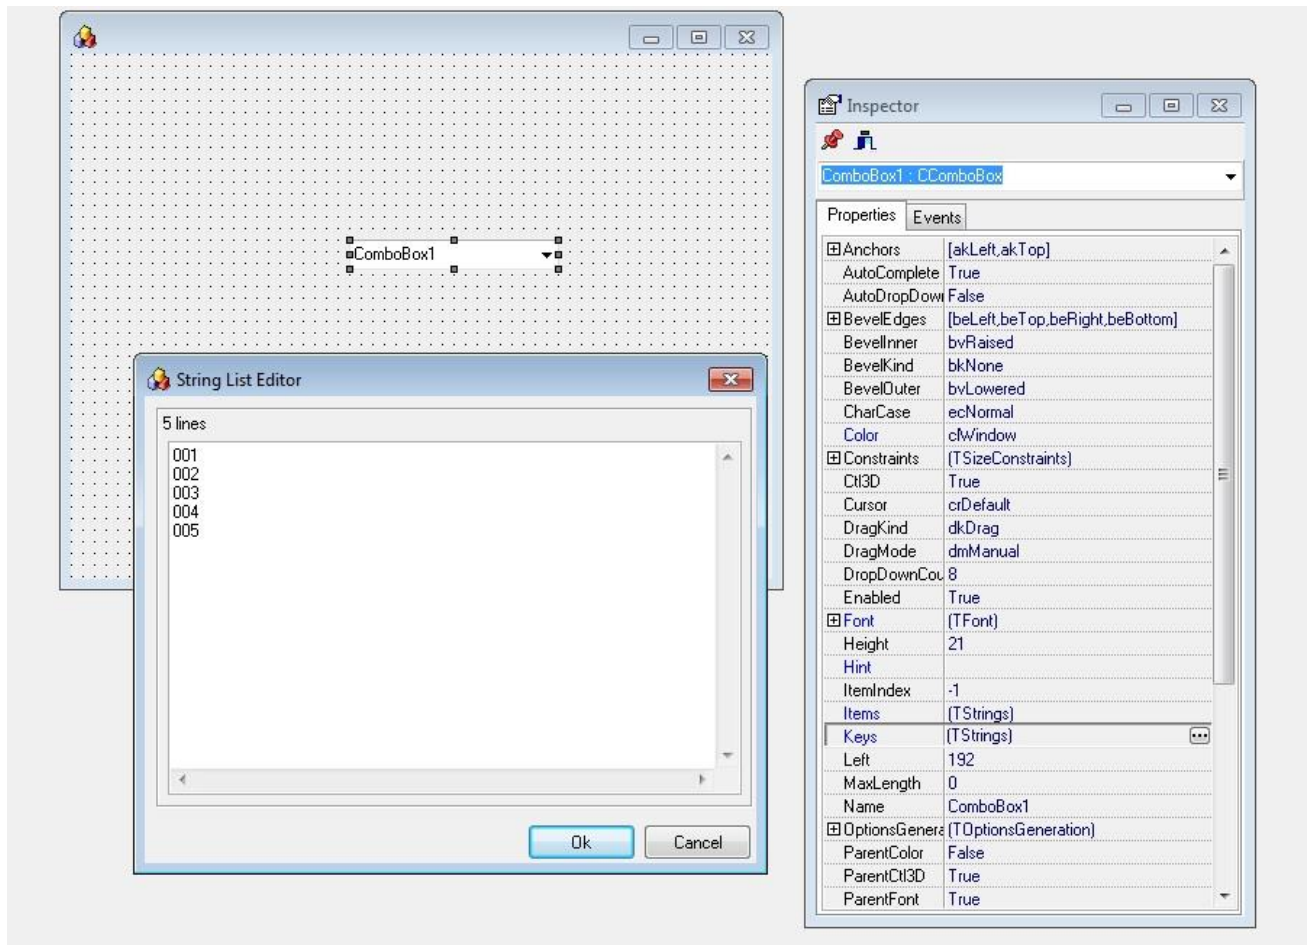 ComboBox1
String List Editor
5 lines
001
002
003
004
005
Ok
Cancel
Inspector
ComboBox1 : CComboBox
Properties
Events
Anchors [akLeft,akTop]
AutoComplete True
AutoDropDown False
BevelEdges [beLeft,beTop,beRight,beBottom]
BevelInner bvRaised
BevelKind bkNone
BevelOuter bvLowered
CharCase ecNormal
Color clWindow
Constraints (TSizeConstraints)
Ctl3D True
Cursor crDefault
DragKind dkDrag
DragMode dmManual
DropDownCou 8
Enabled True
Font (TFont)
Height 21
Hint
ItemIndex -1
Items (TStrings)
Keys (TStrings)
Left 192
MaxLength 0
Name ComboBox1
OptionsGenera (TOptionsGeneration)
ParentColor False
ParentCtl3D True
ParentFont True